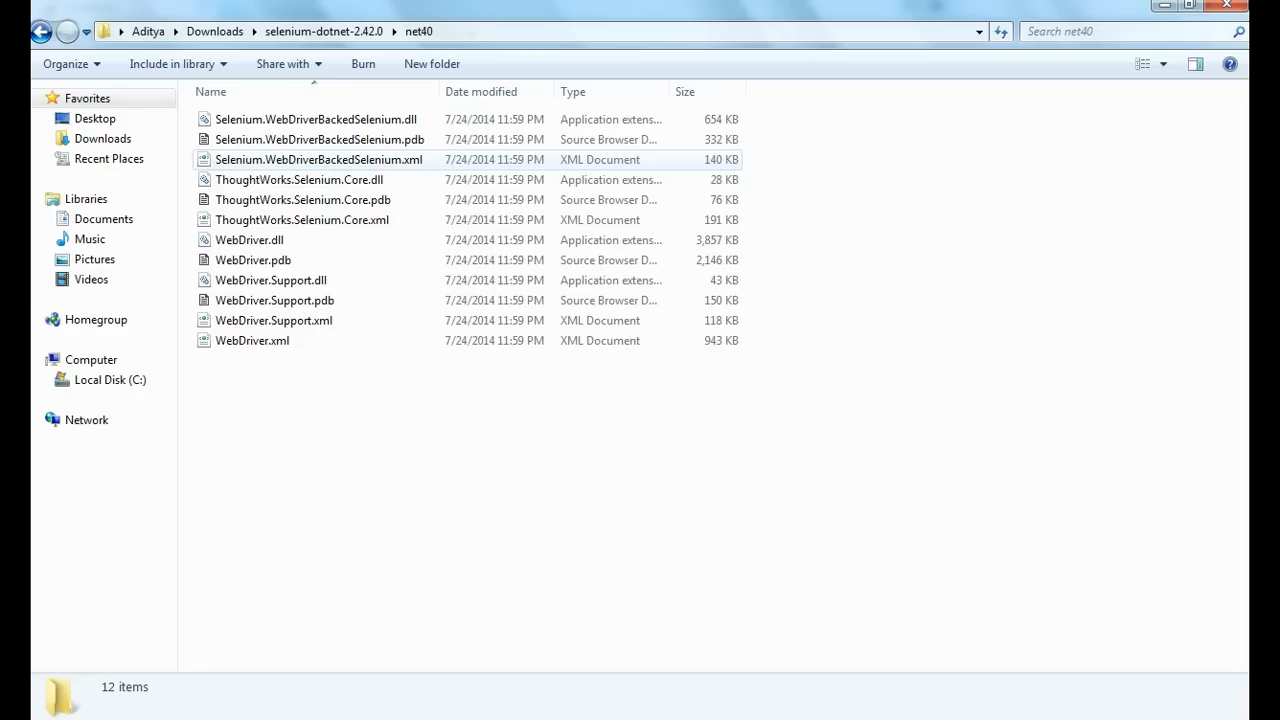 Aditya Downloads selenium-dotnet-2.42.0 net40 Search net40
Organize Include in library Share with Burn New folder
Name Date modified Type Size
Favorites
Desktop
Downloads
Recent Places
Libraries
Documents
Music
Pictures
Videos
Homegroup
Computer
Local Disk (C:)
Network
Selenium.WebDriverBackedSelenium.dll 7/24/2014 11:59 PM Application extens... 654 KB
Selenium.WebDriverBackedSelenium.pdb 7/24/2014 11:59 PM Source Browser D... 332 KB
Selenium.WebDriverBackedSelenium.xml 7/24/2014 11:59 PM XML Document 140 KB
ThoughtWorks.Selenium.Core.dll 7/24/2014 11:59 PM Application extens... 28 KB
ThoughtWorks.Selenium.Core.pdb 7/24/2014 11:59 PM Source Browser D... 76 KB
ThoughtWorks.Selenium.Core.xml 7/24/2014 11:59 PM XML Document 191 KB
WebDriver.dll 7/24/2014 11:59 PM Application extens... 3,857 KB
WebDriver.pdb 7/24/2014 11:59 PM Source Browser D... 2,146 KB
WebDriver.Support.dll 7/24/2014 11:59 PM Application extens... 43 KB
WebDriver.Support.pdb 7/24/2014 11:59 PM Source Browser D... 150 KB
WebDriver.Support.xml 7/24/2014 11:59 PM XML Document 118 KB
WebDriver.xml 7/24/2014 11:59 PM XML Document 943 KB
12 items